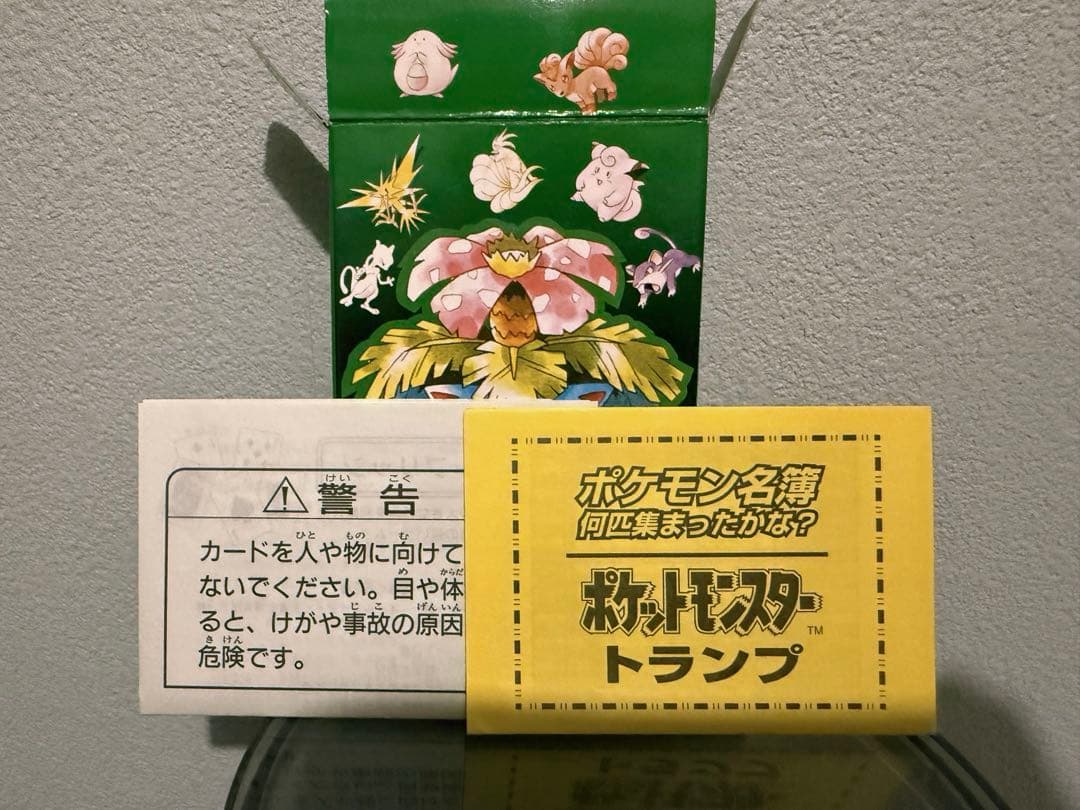 警告
カードを人や物に向けて
ないでください。目や体
ると、けがや事故の原因
危険です。
ポケモン名簿
何匹集まったかな?
ポケットモンスター
TM
トランプ